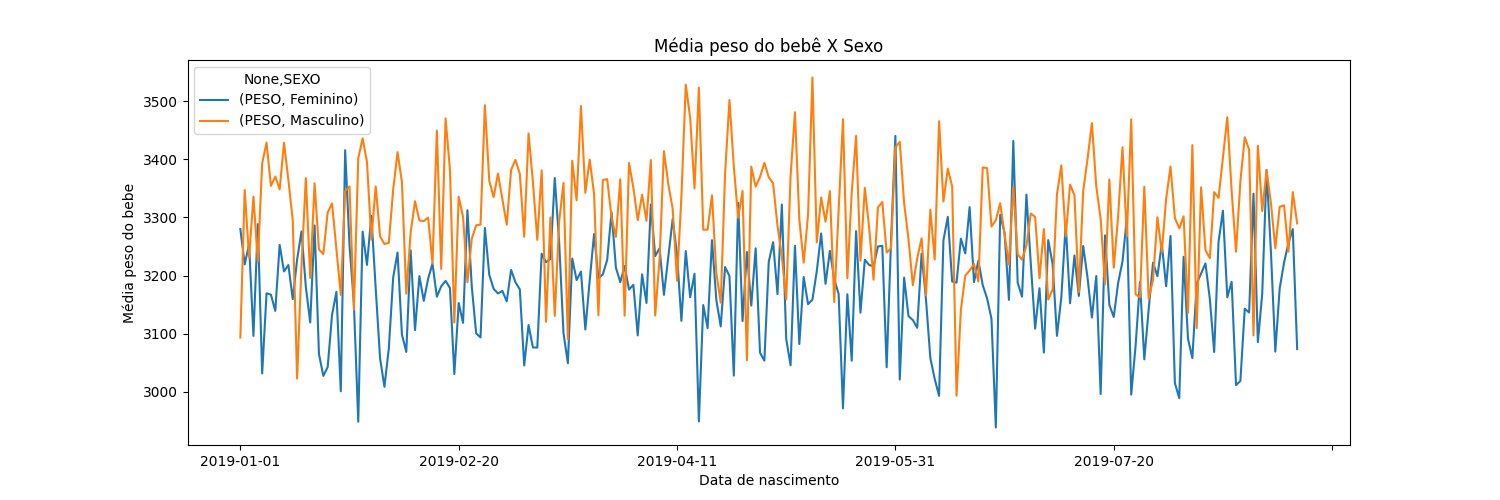 Média peso do bebê X Sexo
None,SEXO
(PESO, Feminino)
(PESO, Masculino)
3500
3400
3300
3200
3100
3000
Média peso do bebe
2019-01-01
2019-02-20
2019-04-11
2019-05-31
2019-07-20
Data de nascimento